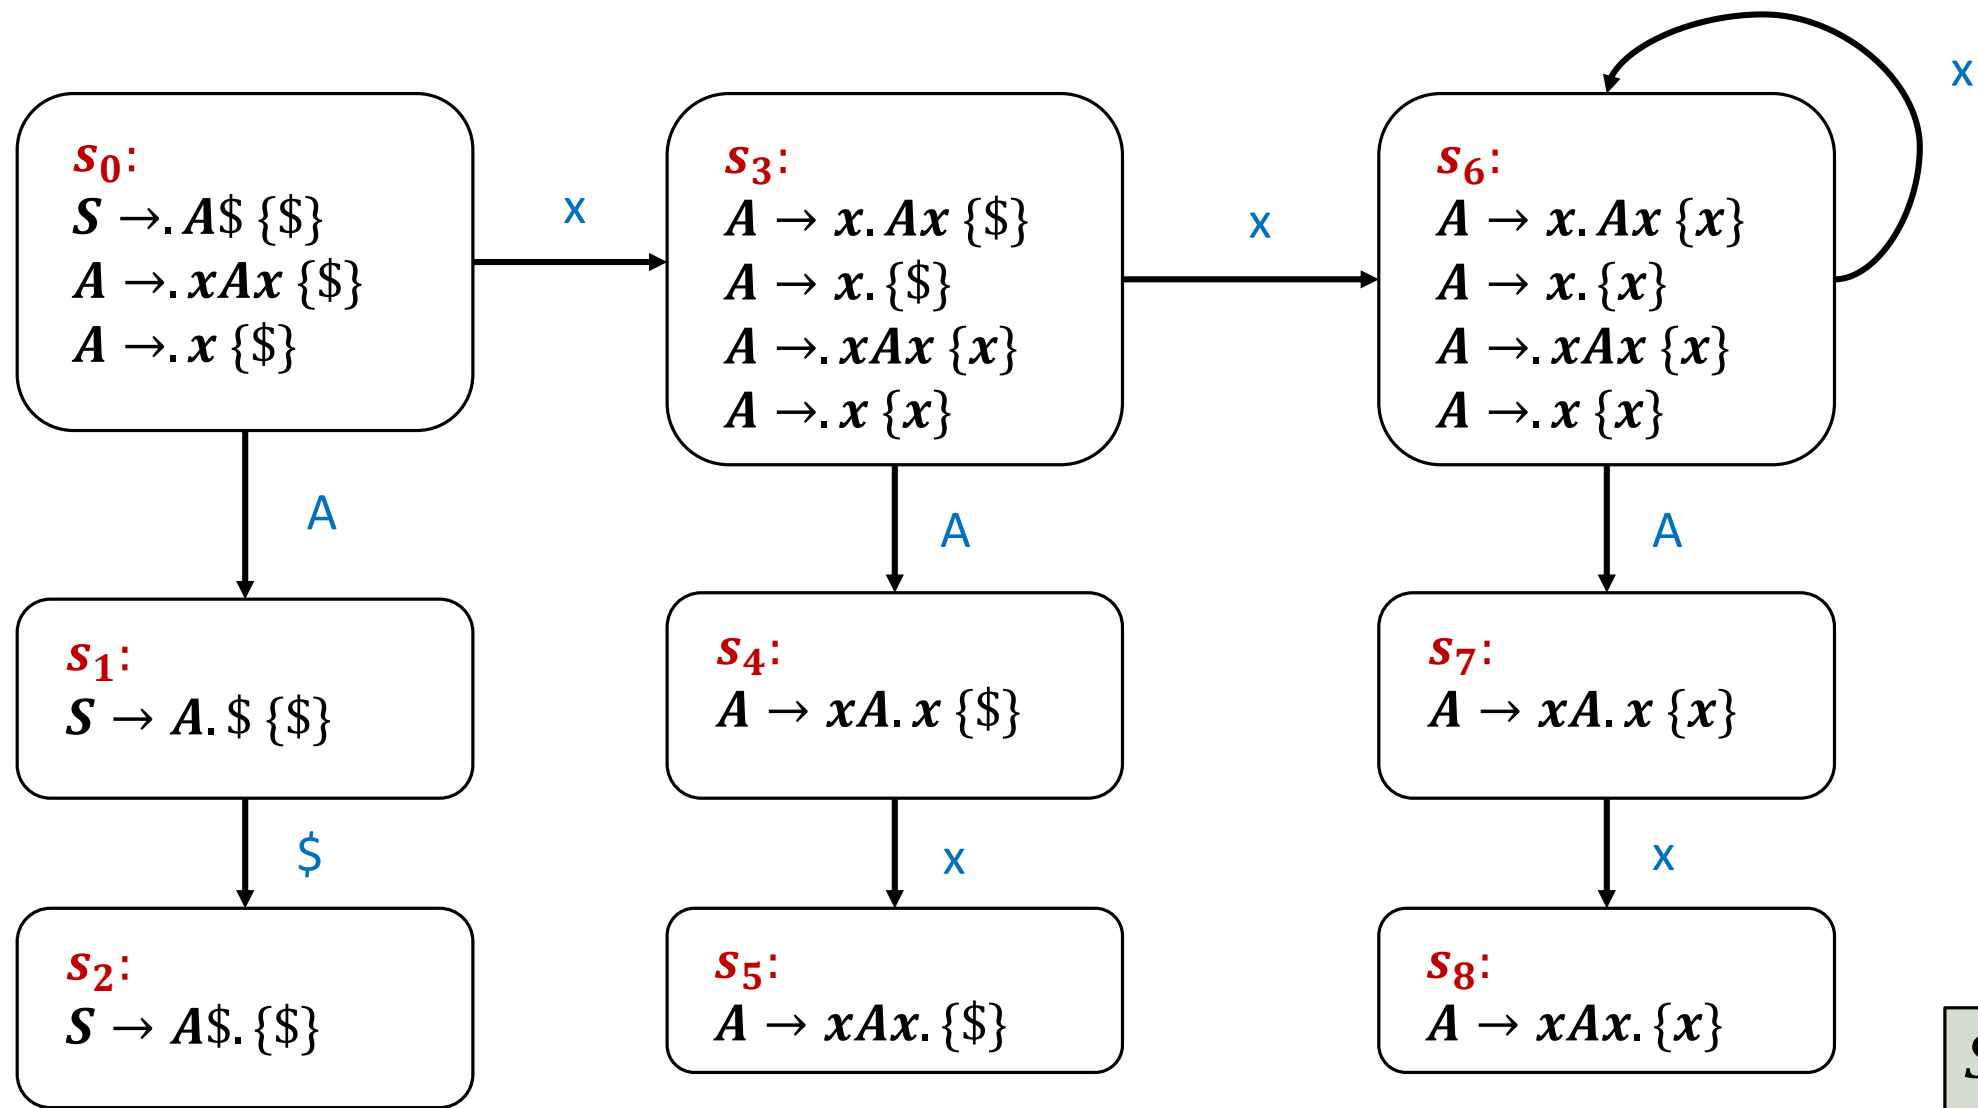 s₀:
S →. A$ {$}
A →. xAx {$}
A →. x {$}
x
s₃:
A → x. Ax {$}
A → x. {$}
A →. xAx {x}
A →. x {x}
x
s₆:
A → x. Ax {x}
A → x. {x}
A →. xAx {x}
A →. x {x}
x
A
A
A
s₁:
S → A. $ {$}
s₄:
A → xA. x {$}
s₇:
A → xA. x {x}
$
x
x
s₂:
S → A$. {$}
s₅:
A → xAx. {$}
s₈:
A → xAx. {x}